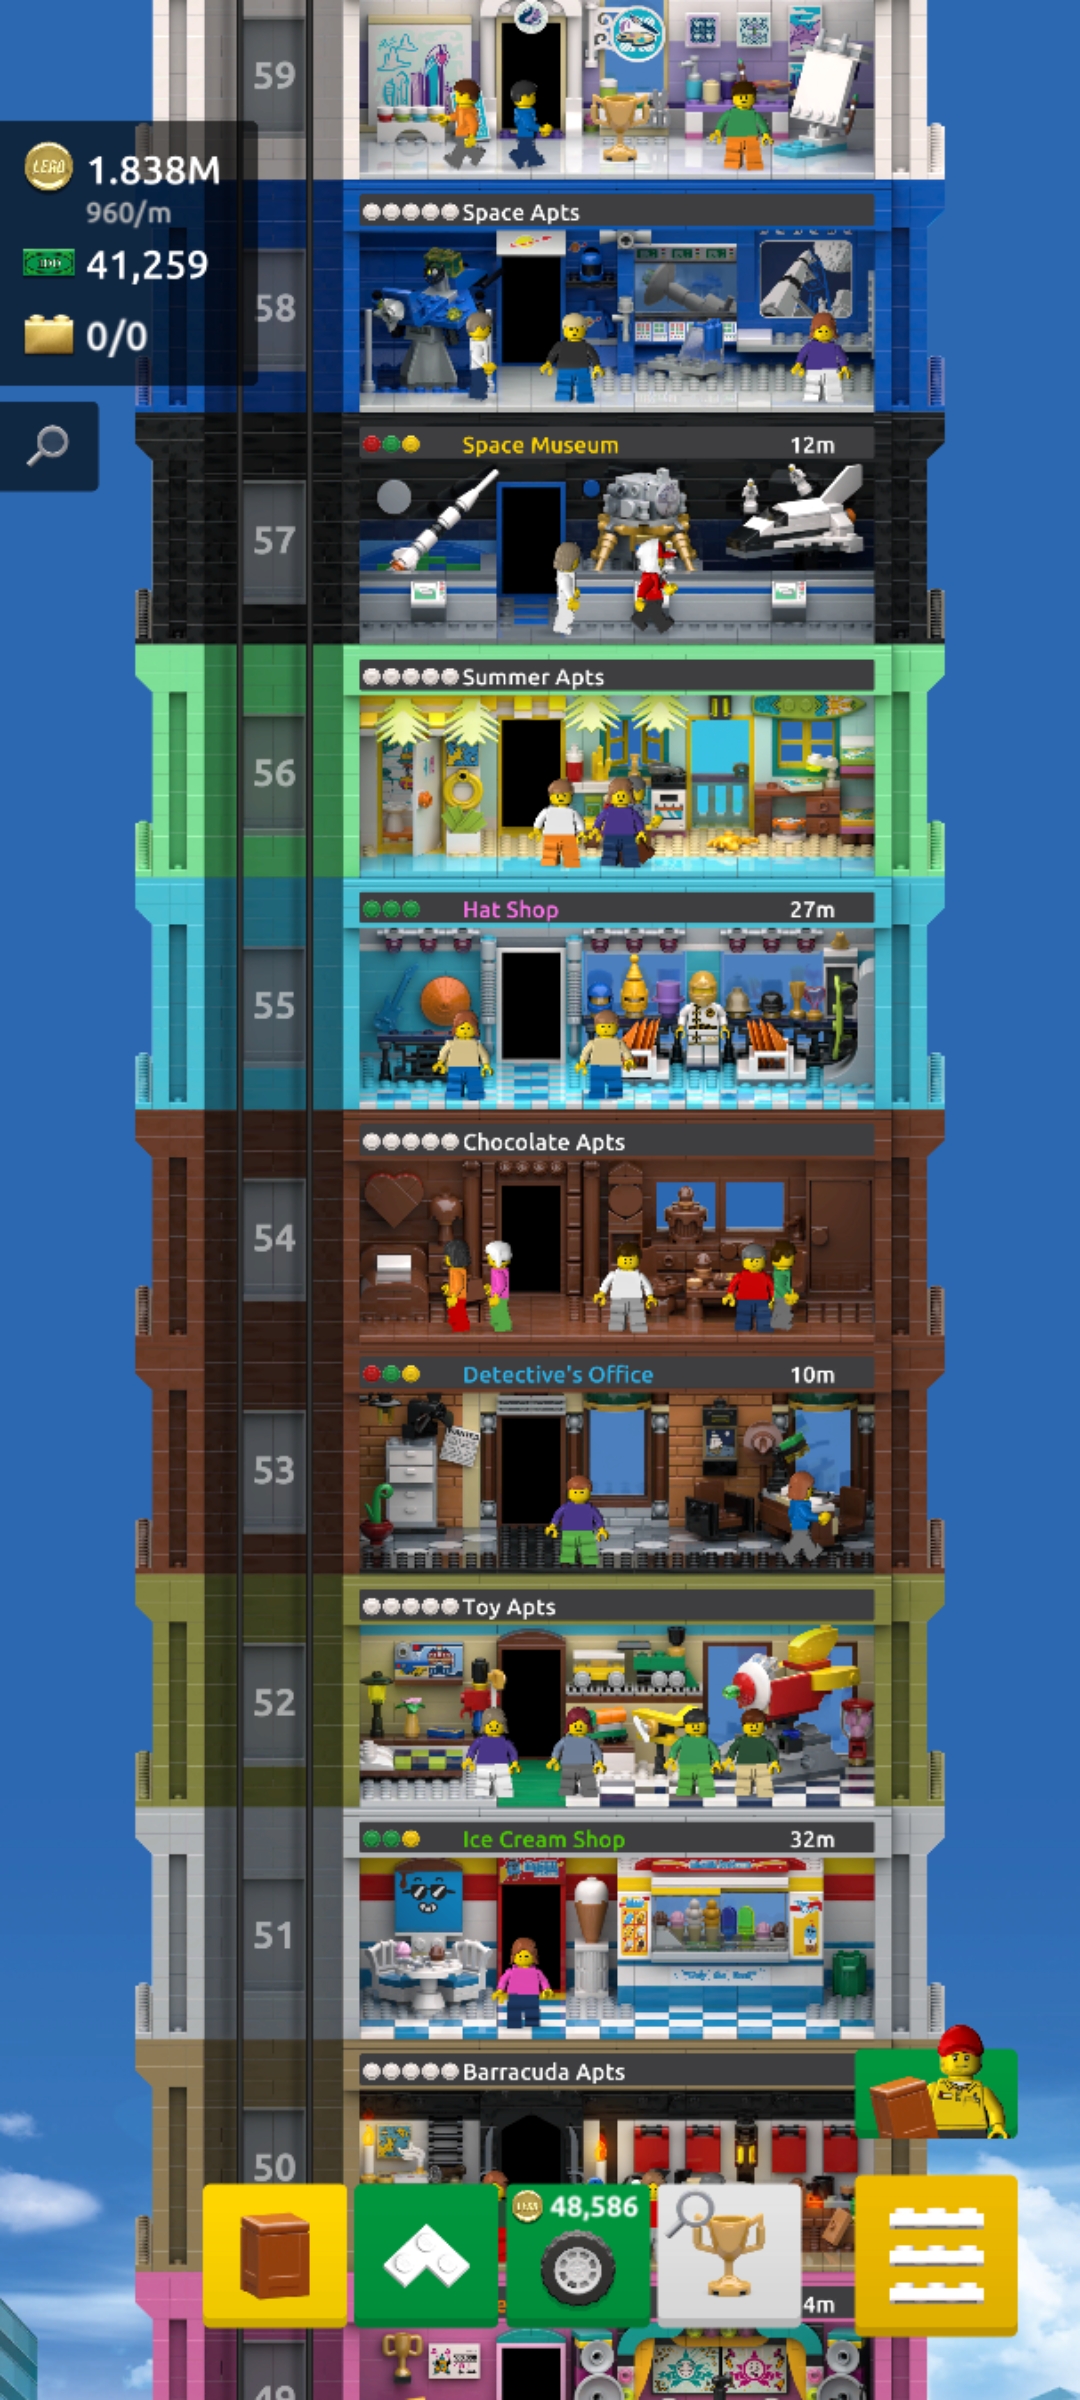 59
LEGO 1.838M
960/m
41,259
0/0
Space Apts
58
Space Museum 12m
57
Summer Apts
56
Hat Shop 27m
55
Chocolate Apts
54
Detective's Office 10m
53
WANTED
Toy Apts
52
Ice Cream Shop 32m
51
Barracuda Apts
50
48,586
4m
49